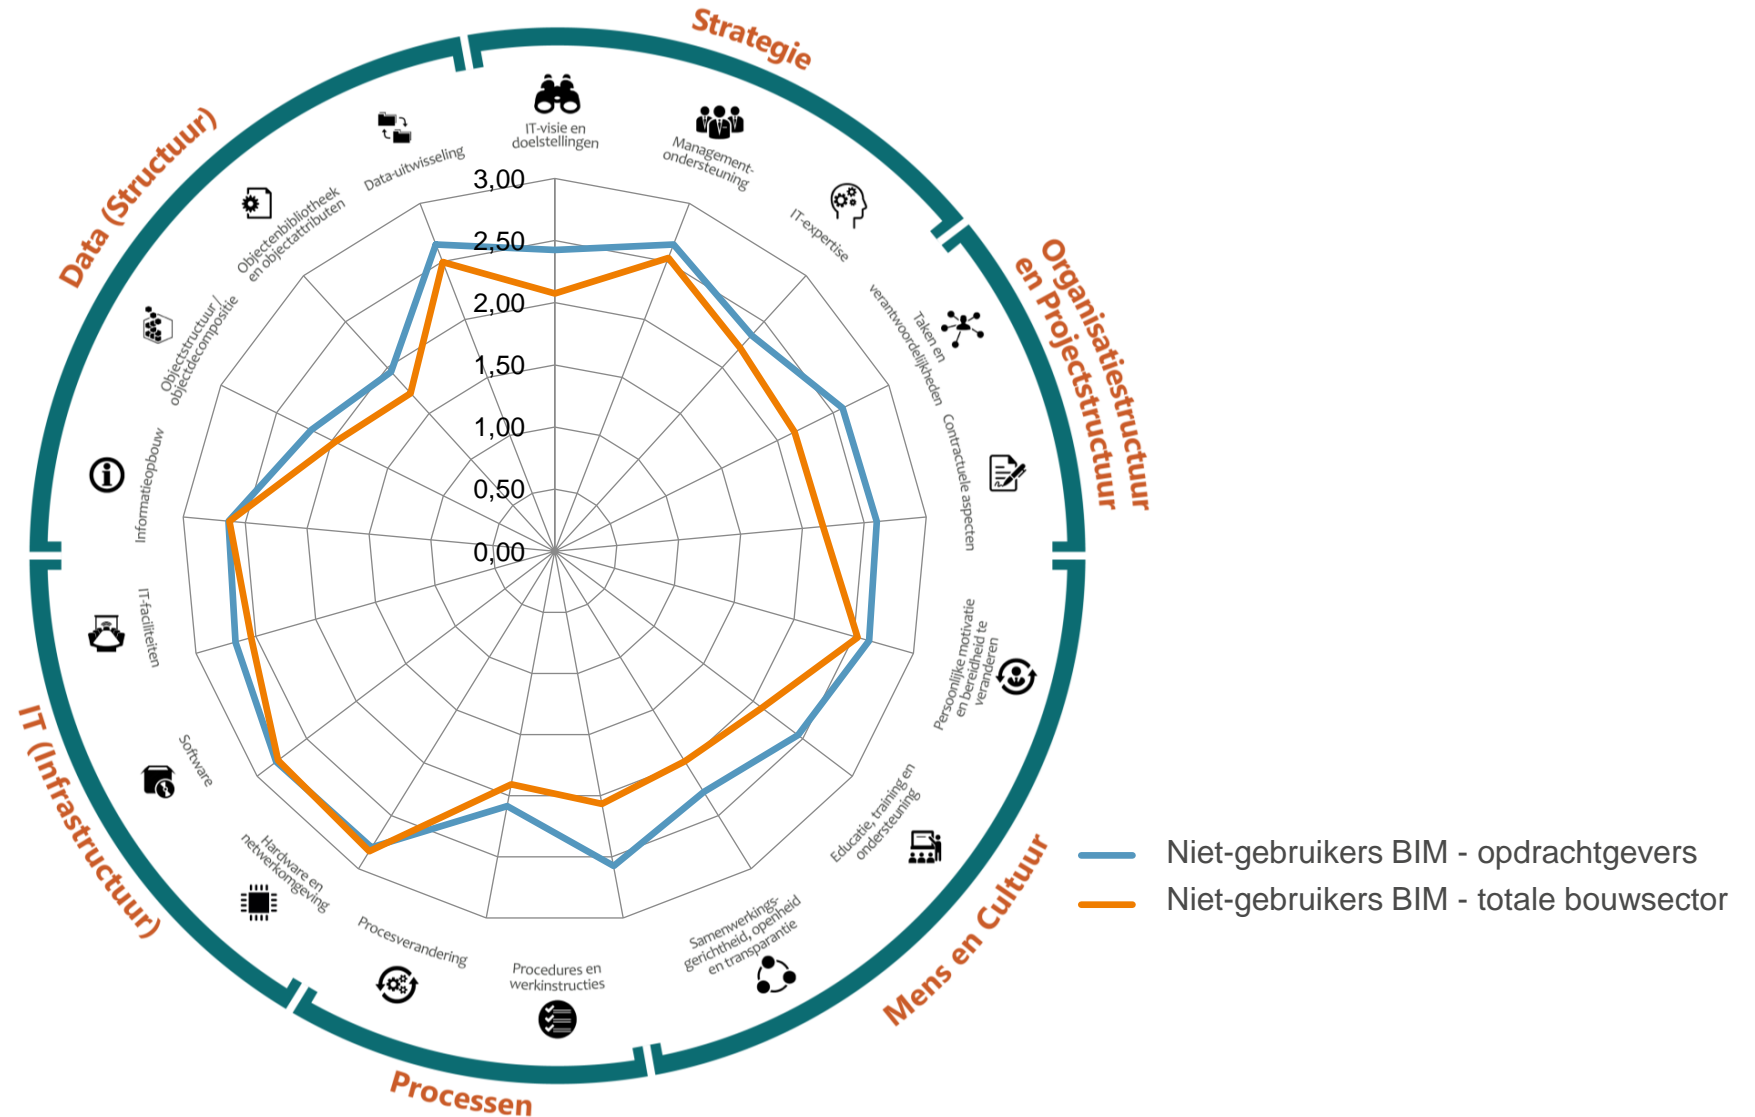 Strategie
Organisatiestructuur
en Projectstructuur
Mens en Cultuur
Processen
IT (Infrastructuur)
Data (Structuur)
IT-visie en
doelstellingen
Management-
ondersteuning
IT-expertise
Taken en
verantwoordelijkheden
Contractuele aspecten
Persoonlijke motivatie
en bereidheid te
veranderen
Educatie, training en
ondersteuning
Samenwerkings-
gerichtheid, openheid
en transparantie
Procedures en
werkinstructies
Procesverandering
Hardware en
netwerkomgeving
Software
IT-faciliteiten
Informatieopbouw
Objectstructuur /
objectdecompositie
Objectenbibliotheek
en objectattributen
Data-uitwisseling
3,00
2,50
2,00
1,50
1,00
0,50
0,00
Niet-gebruikers BIM - opdrachtgevers
Niet-gebruikers BIM - totale bouwsector